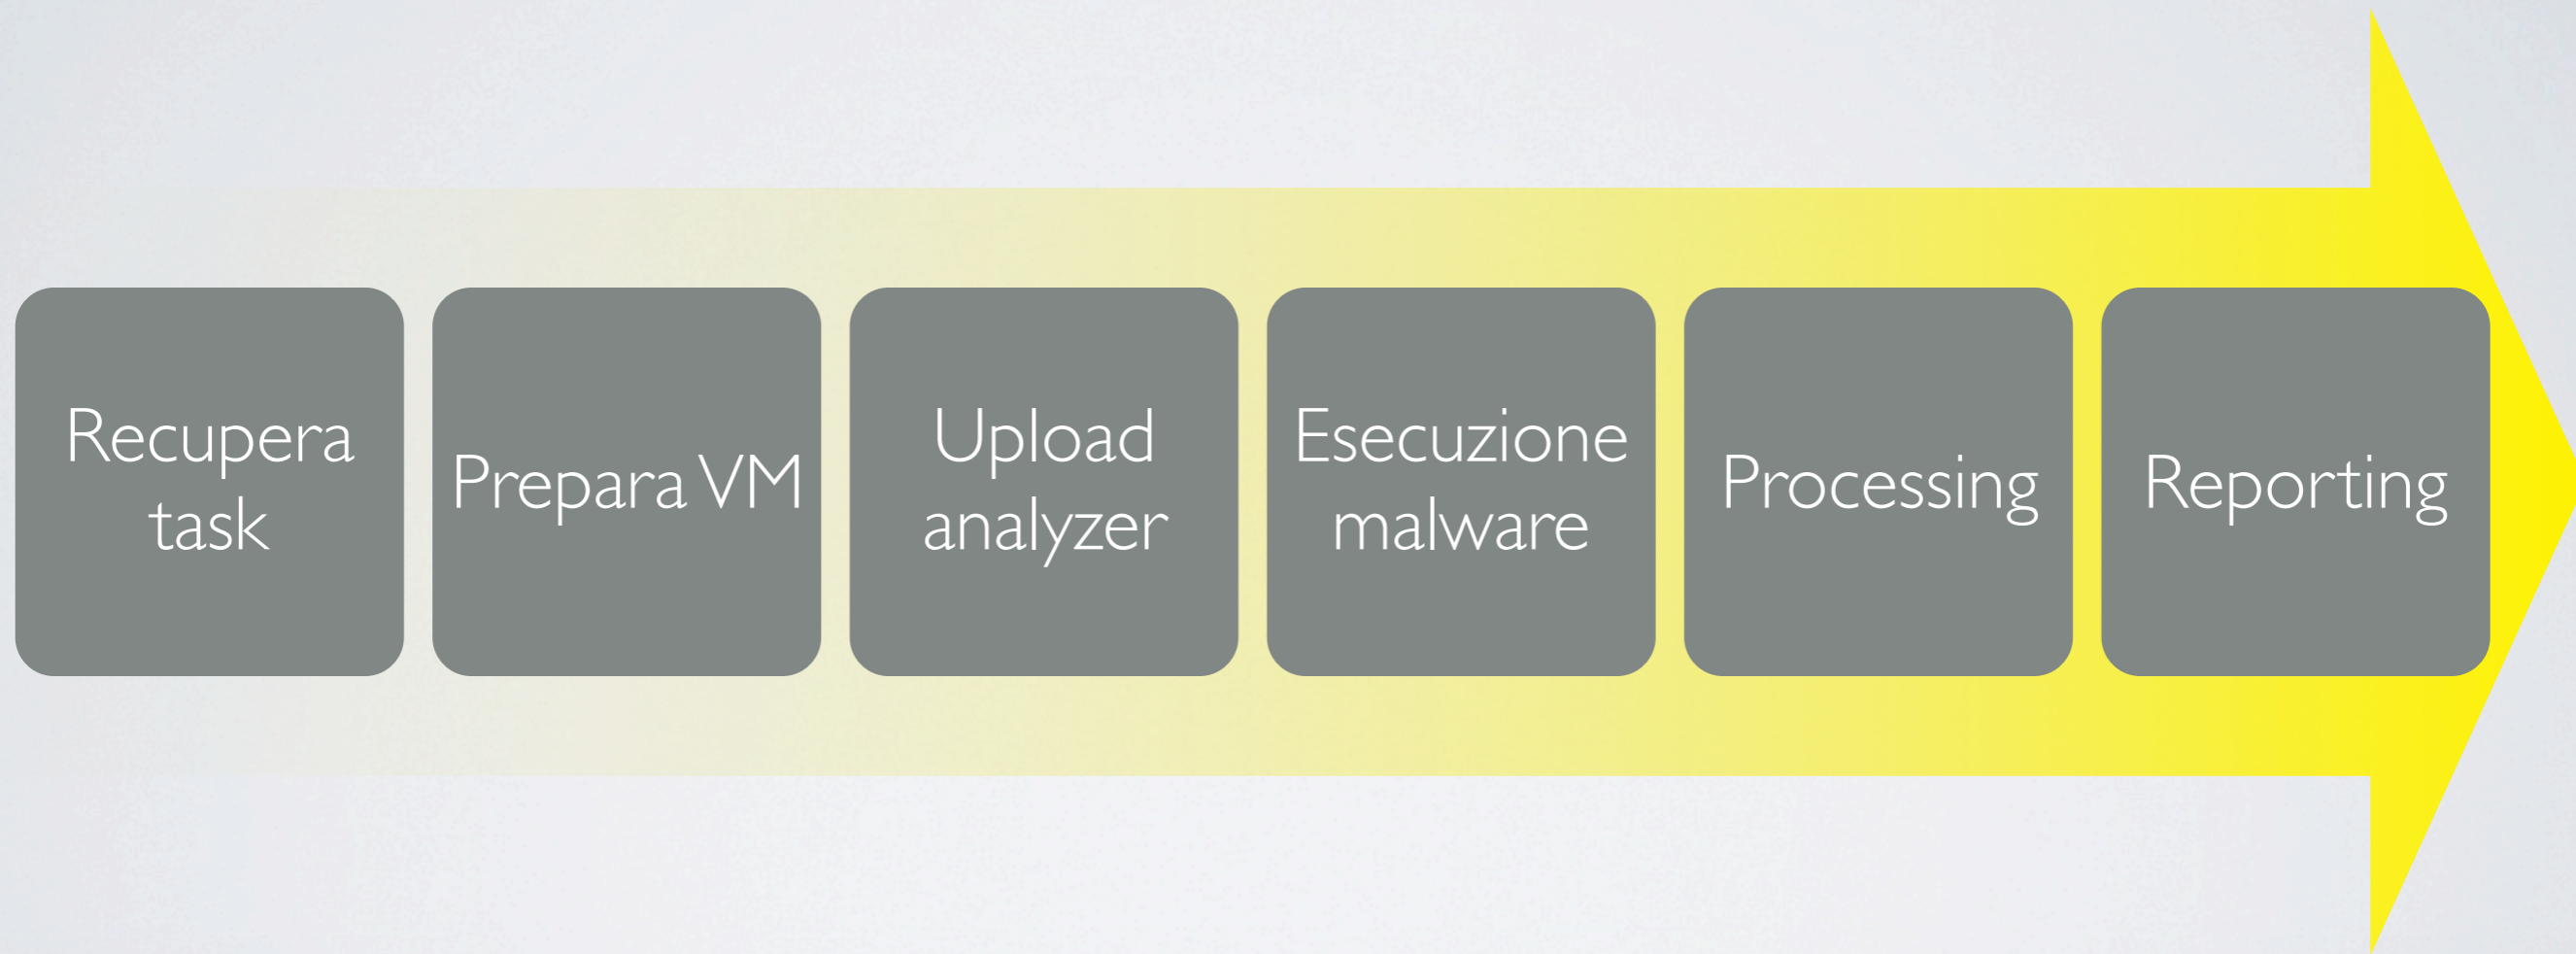 Recupera
task
Prepara VM
Upload
analyzer
Esecuzione
malware
Processing
Reporting